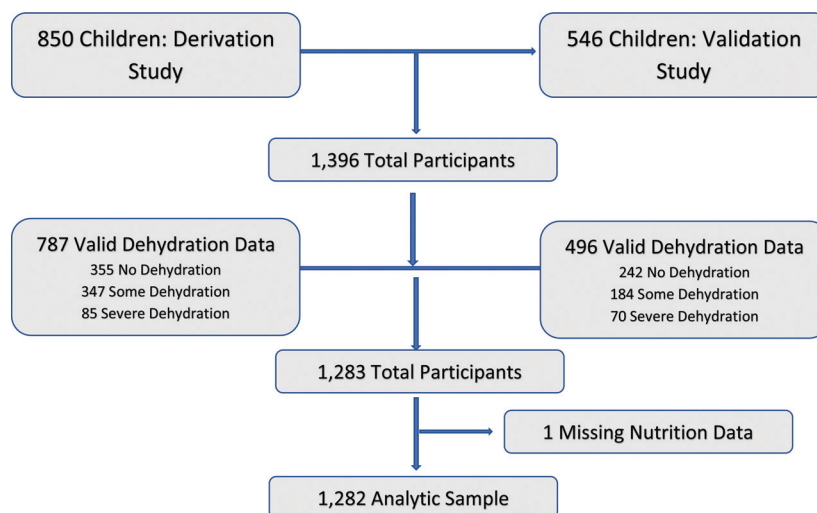 850 Children: Derivation
Study
546 Children: Validation
Study
1,396 Total Participants
787 Valid Dehydration Data
355 No Dehydration
347 Some Dehydration
85 Severe Dehydration
496 Valid Dehydration Data
242 No Dehydration
184 Some Dehydration
70 Severe Dehydration
1,283 Total Participants
1 Missing Nutrition Data
1,282 Analytic Sample